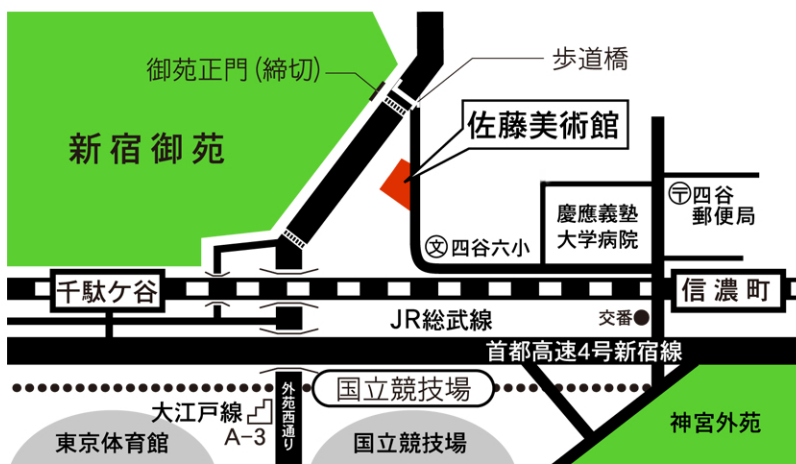 御苑正門(締切)
歩道橋
新宿御苑
佐藤美術館
慶應義塾
大学病院
〒四谷
郵便局
文 四谷六小
千駄ケ谷
信濃町
JR総武線
交番
首都高速4号新宿線
国立競技場
外苑西通り
大江戸線
A-3
東京体育館
国立競技場
神宮外苑